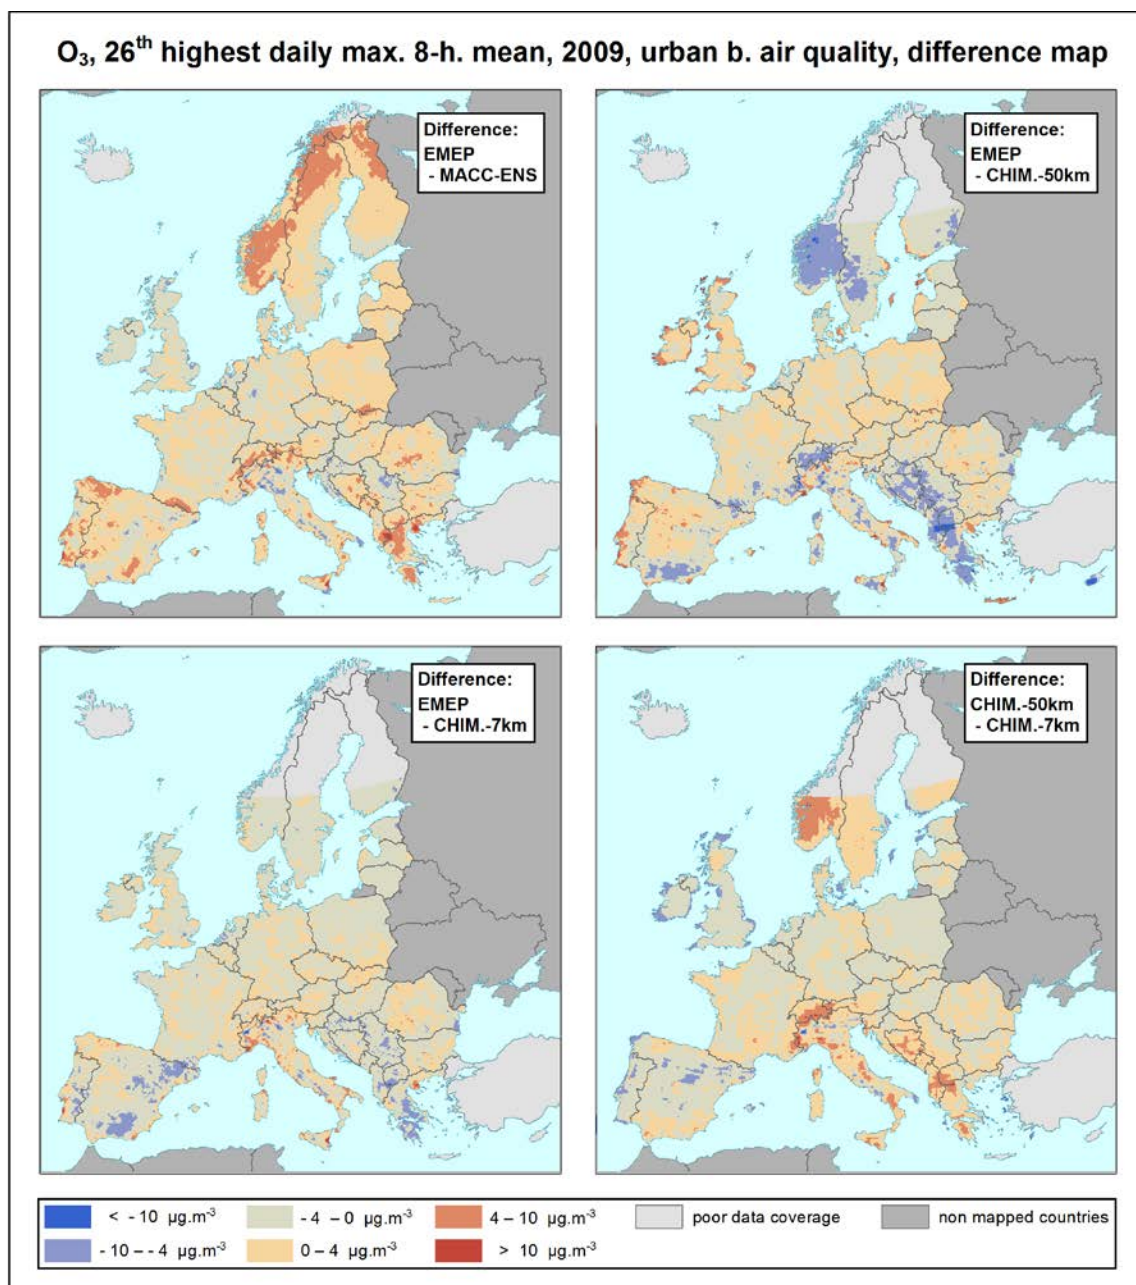 O₃, 26ᵗʰ highest daily max. 8-h. mean, 2009, urban b. air quality, difference map
Difference:
EMEP
- MACC-ENS
Difference:
EMEP
- CHIM.-50km
Difference:
EMEP
- CHIM.-7km
Difference:
CHIM.-50km
- CHIM.-7km
< - 10 µg.m⁻³
- 4 – 0 µg.m⁻³
4 – 10 µg.m⁻³
poor data coverage
non mapped countries
- 10 – - 4 µg.m⁻³
0 – 4 µg.m⁻³
> 10 µg.m⁻³